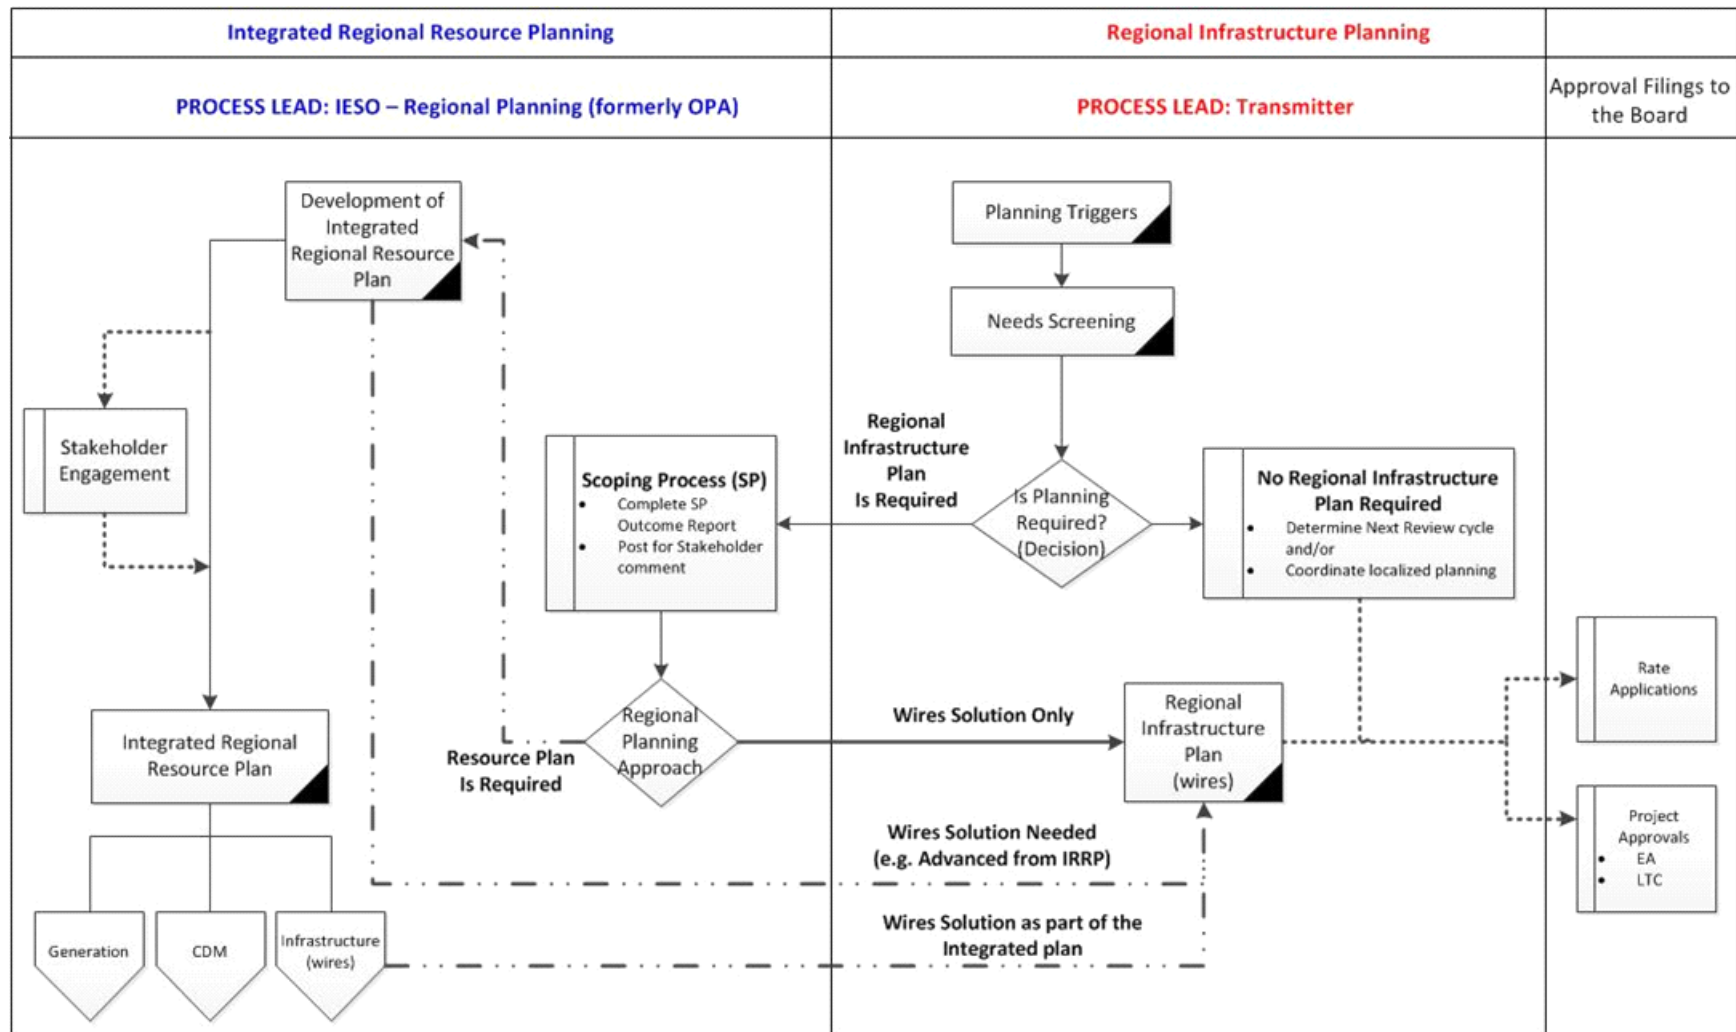 Integrated Regional Resource Planning
Regional Infrastructure Planning
PROCESS LEAD: IESO – Regional Planning (formerly OPA)
PROCESS LEAD: Transmitter
Approval Filings to
the Board
Development of
Integrated
Regional Resource
Plan
Stakeholder
Engagement
Integrated Regional
Resource Plan
Generation
CDM
Infrastructure
(wires)
Scoping Process (SP)
• Complete SP
Outcome Report
• Post for Stakeholder
comment
Regional
Planning
Approach
Resource Plan
Is Required
Planning Triggers
Needs Screening
Regional
Infrastructure
Plan
Is Required
Is Planning
Required?
(Decision)
No Regional Infrastructure
Plan Required
• Determine Next Review cycle
and/or
• Coordinate localized planning
Wires Solution Only
Regional
Infrastructure
Plan
(wires)
Wires Solution Needed
(e.g. Advanced from IRRP)
Wires Solution as part of the
Integrated plan
Rate
Applications
Project
Approvals
• EA
• LTC